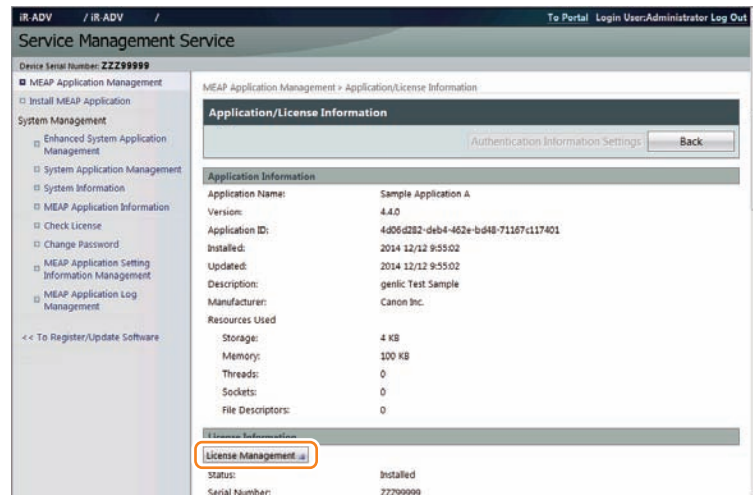 iR-ADV / iR-ADV /
To Portal Login User:Administrator Log Out
Service Management Service
Device Serial Number: ZZZ99999
MEAP Application Management
Install MEAP Application
System Management
Enhanced System Application
Management
System Application Management
System Information
MEAP Application Information
Check License
Change Password
MEAP Application Setting
Information Management
MEAP Application Log
Management
<< To Register/Update Software
MEAP Application Management > Application/License Information
Application/License Information
Authentication Information Settings Back
Application Information
Application Name: Sample Application A
Version: 4.4.0
Application ID: 4d06d282-deb4-462e-bd48-71167c117401
Installed: 2014 12/12 9:55:02
Updated: 2014 12/12 9:55:02
Description: genlic Test Sample
Manufacturer: Canon Inc.
Resources Used
Storage: 4 KB
Memory: 100 KB
Threads: 0
Sockets: 0
File Descriptors: 0
License Information
License Management
Status: Installed
Serial Number: ZZZ99999